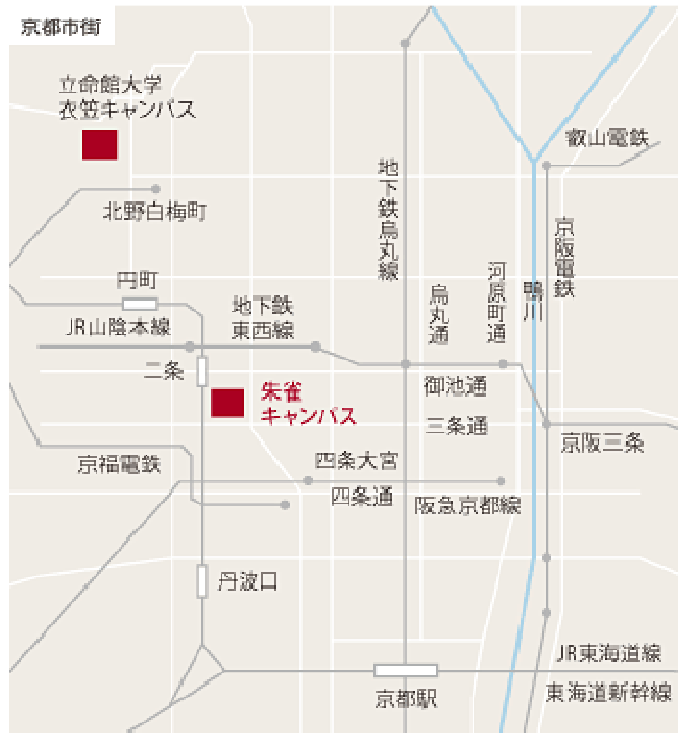 京都市街
立命館大学
衣笠キャンパス
叡山電鉄
地下鉄烏丸線
北野白梅町
京阪電鉄
円町
河原町通
鴨川
烏丸通
地下鉄
東西線
JR山陰本線
二条
御池通
朱雀
キャンパス
三条通
京阪三条
京福電鉄
四条大宮
四条通
阪急京都線
丹波口
JR東海道線
京都駅
東海道新幹線